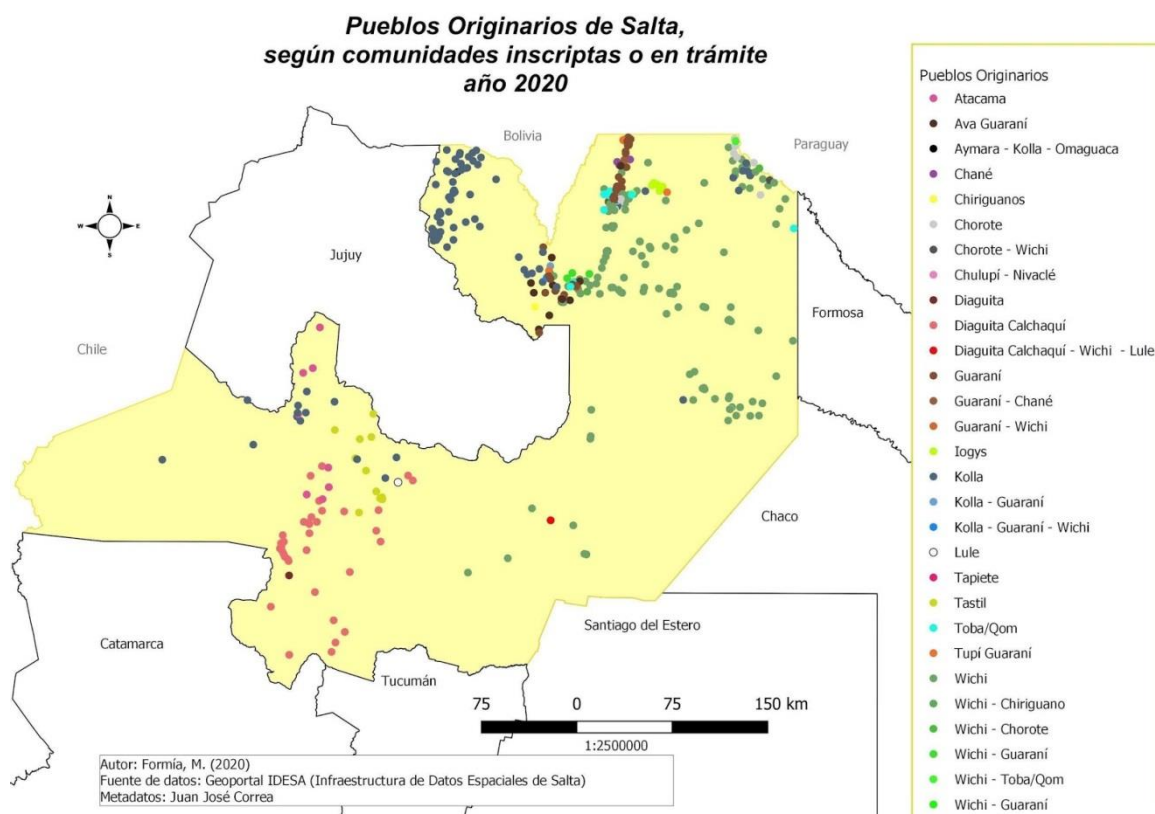 Pueblos Originarios de Salta,
según comunidades inscriptas o en trámite
año 2020
Bolivia
Paraguay
Jujuy
Formosa
Chile
Chaco
Santiago del Estero
Catamarca
Tucumán
N
W
E
S
75 0 75 150 km
1:2500000
Autor: Formía, M. (2020)
Fuente de datos: Geoportal IDESA (Infraestructura de Datos Espaciales de Salta)
Metadatos: Juan José Correa
Pueblos Originarios
Atacama
Ava Guaraní
Aymara - Kolla - Omaguaca
Chané
Chiriguanos
Chorote
Chorote - Wichi
Chulupí - Nivaclé
Diaguita
Diaguita Calchaquí
Diaguita Calchaquí - Wichi - Lule
Guaraní
Guaraní - Chané
Guaraní - Wichi
Iogys
Kolla
Kolla - Guaraní
Kolla - Guaraní - Wichi
Lule
Tapiete
Tastil
Toba/Qom
Tupí Guaraní
Wichi
Wichi - Chiriguano
Wichi - Chorote
Wichi - Guaraní
Wichi - Toba/Qom
Wichi - Guaraní